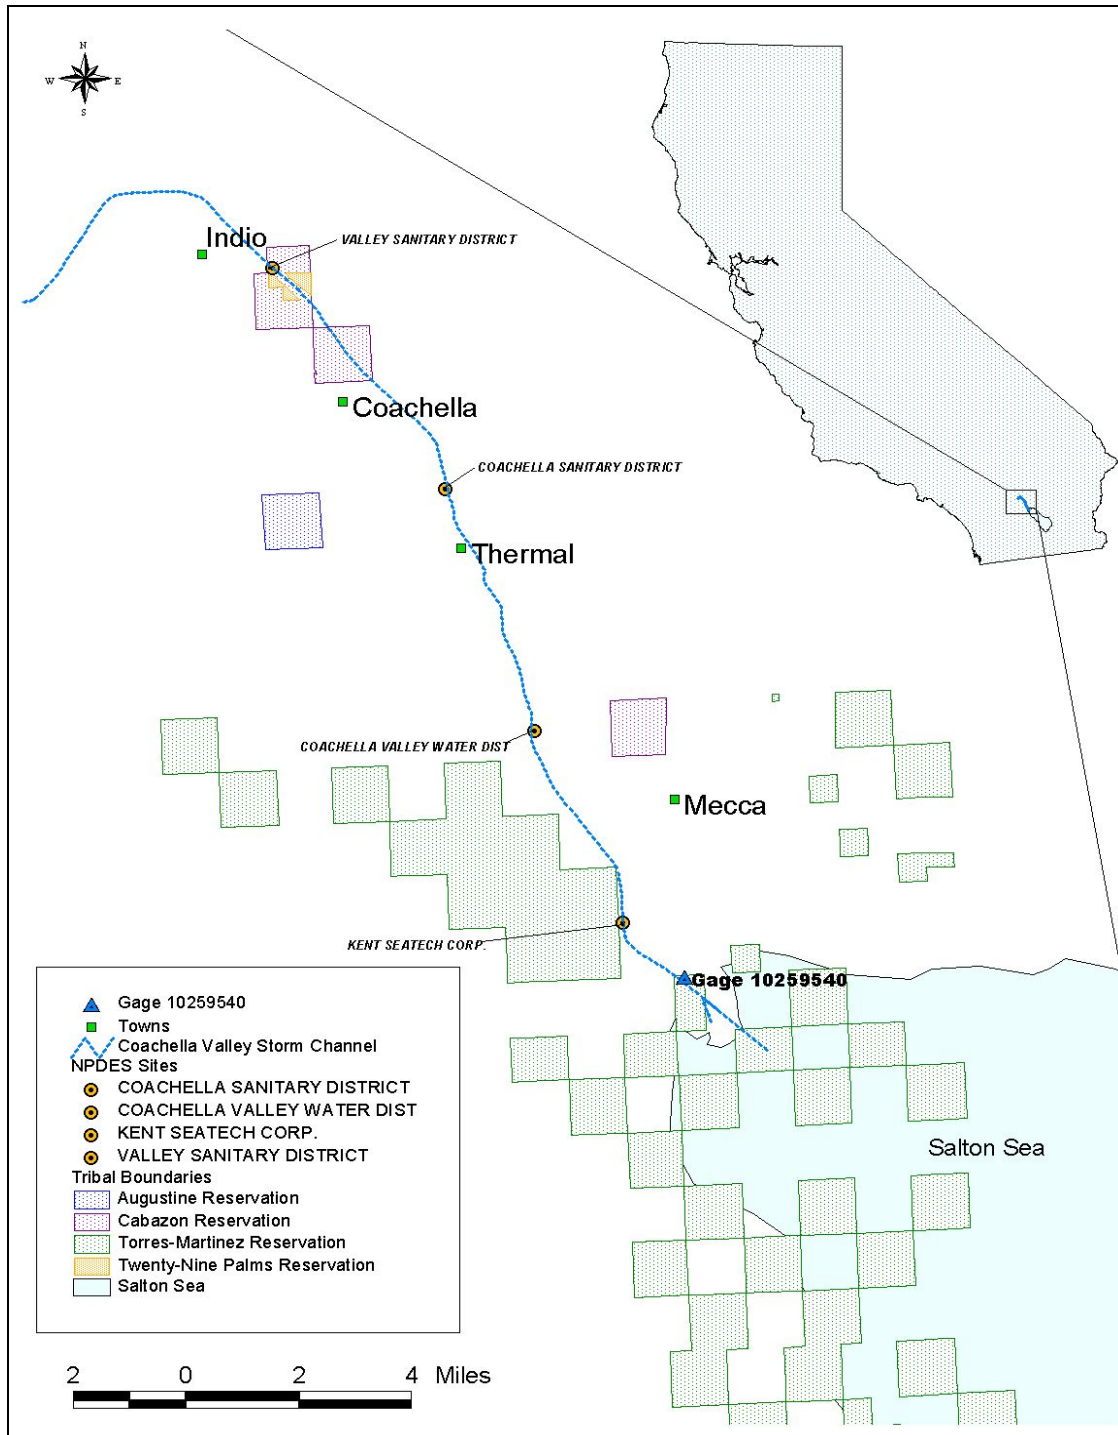 N
W E
S
Indio
VALLEY SANITARY DISTRICT
Coachella
COACHELLA SANITARY DISTRICT
Thermal
COACHELLA VALLEY WATER DIST
Mecca
KENT SEATECH CORP.
Gage 10259540
Salton Sea
Gage 10259540
Towns
Coachella Valley Storm Channel
NPDES Sites
COACHELLA SANITARY DISTRICT
COACHELLA VALLEY WATER DIST
KENT SEATECH CORP.
VALLEY SANITARY DISTRICT
Tribal Boundaries
Augustine Reservation
Cabazon Reservation
Torres-Martinez Reservation
Twenty-Nine Palms Reservation
Salton Sea
2 0 2 4 Miles